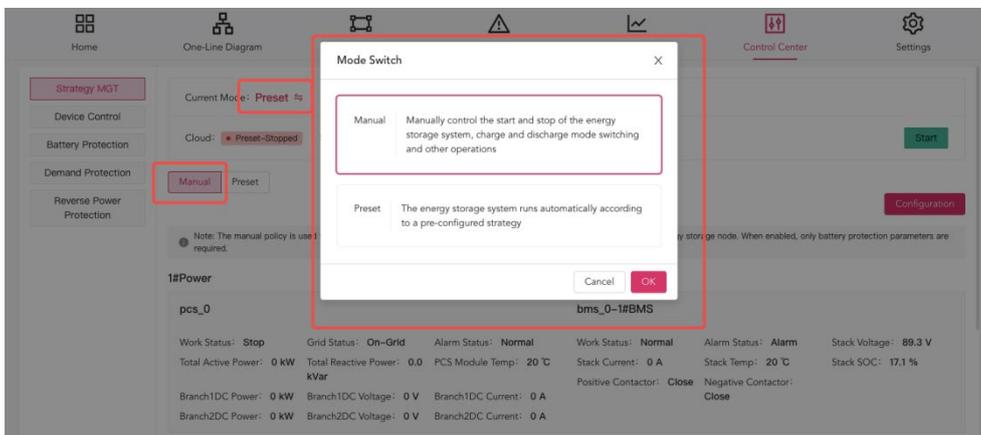 Home
One-Line Diagram
Control Center
Settings
Mode Switch
X
Strategy MGT
Device Control
Battery Protection
Demand Protection
Reverse Power
Protection
Current Mode: Preset
Cloud: Preset-Stopped
Start
Manual
Manually control the start and stop of the energy
storage system, charge and discharge mode switching
and other operations
Preset
The energy storage system runs automatically according
to a pre-configured strategy
Cancel
OK
Manual
Preset
Configuration
Note: The manual policy is used
storage node. When enabled, only battery protection parameters are
required.
1#Power
pcs_0
bms_0-1#BMS
Work Status: Stop
Grid Status: On-Grid
Alarm Status: Normal
Work Status: Normal
Alarm Status: Alarm
Stack Voltage: 89.3 V
Total Active Power: 0 kW
Total Reactive Power: 0.0
kVar
PCS Module Temp: 20 ℃
Stack Current: 0 A
Stack Temp: 20 ℃
Stack SOC: 17.1 %
Positive Contactor: Close
Negative Contactor:
Close
Branch1DC Power: 0 kW
Branch1DC Voltage: 0 V
Branch1DC Current: 0 A
Branch2DC Power: 0 kW
Branch2DC Voltage: 0 V
Branch2DC Current: 0 A